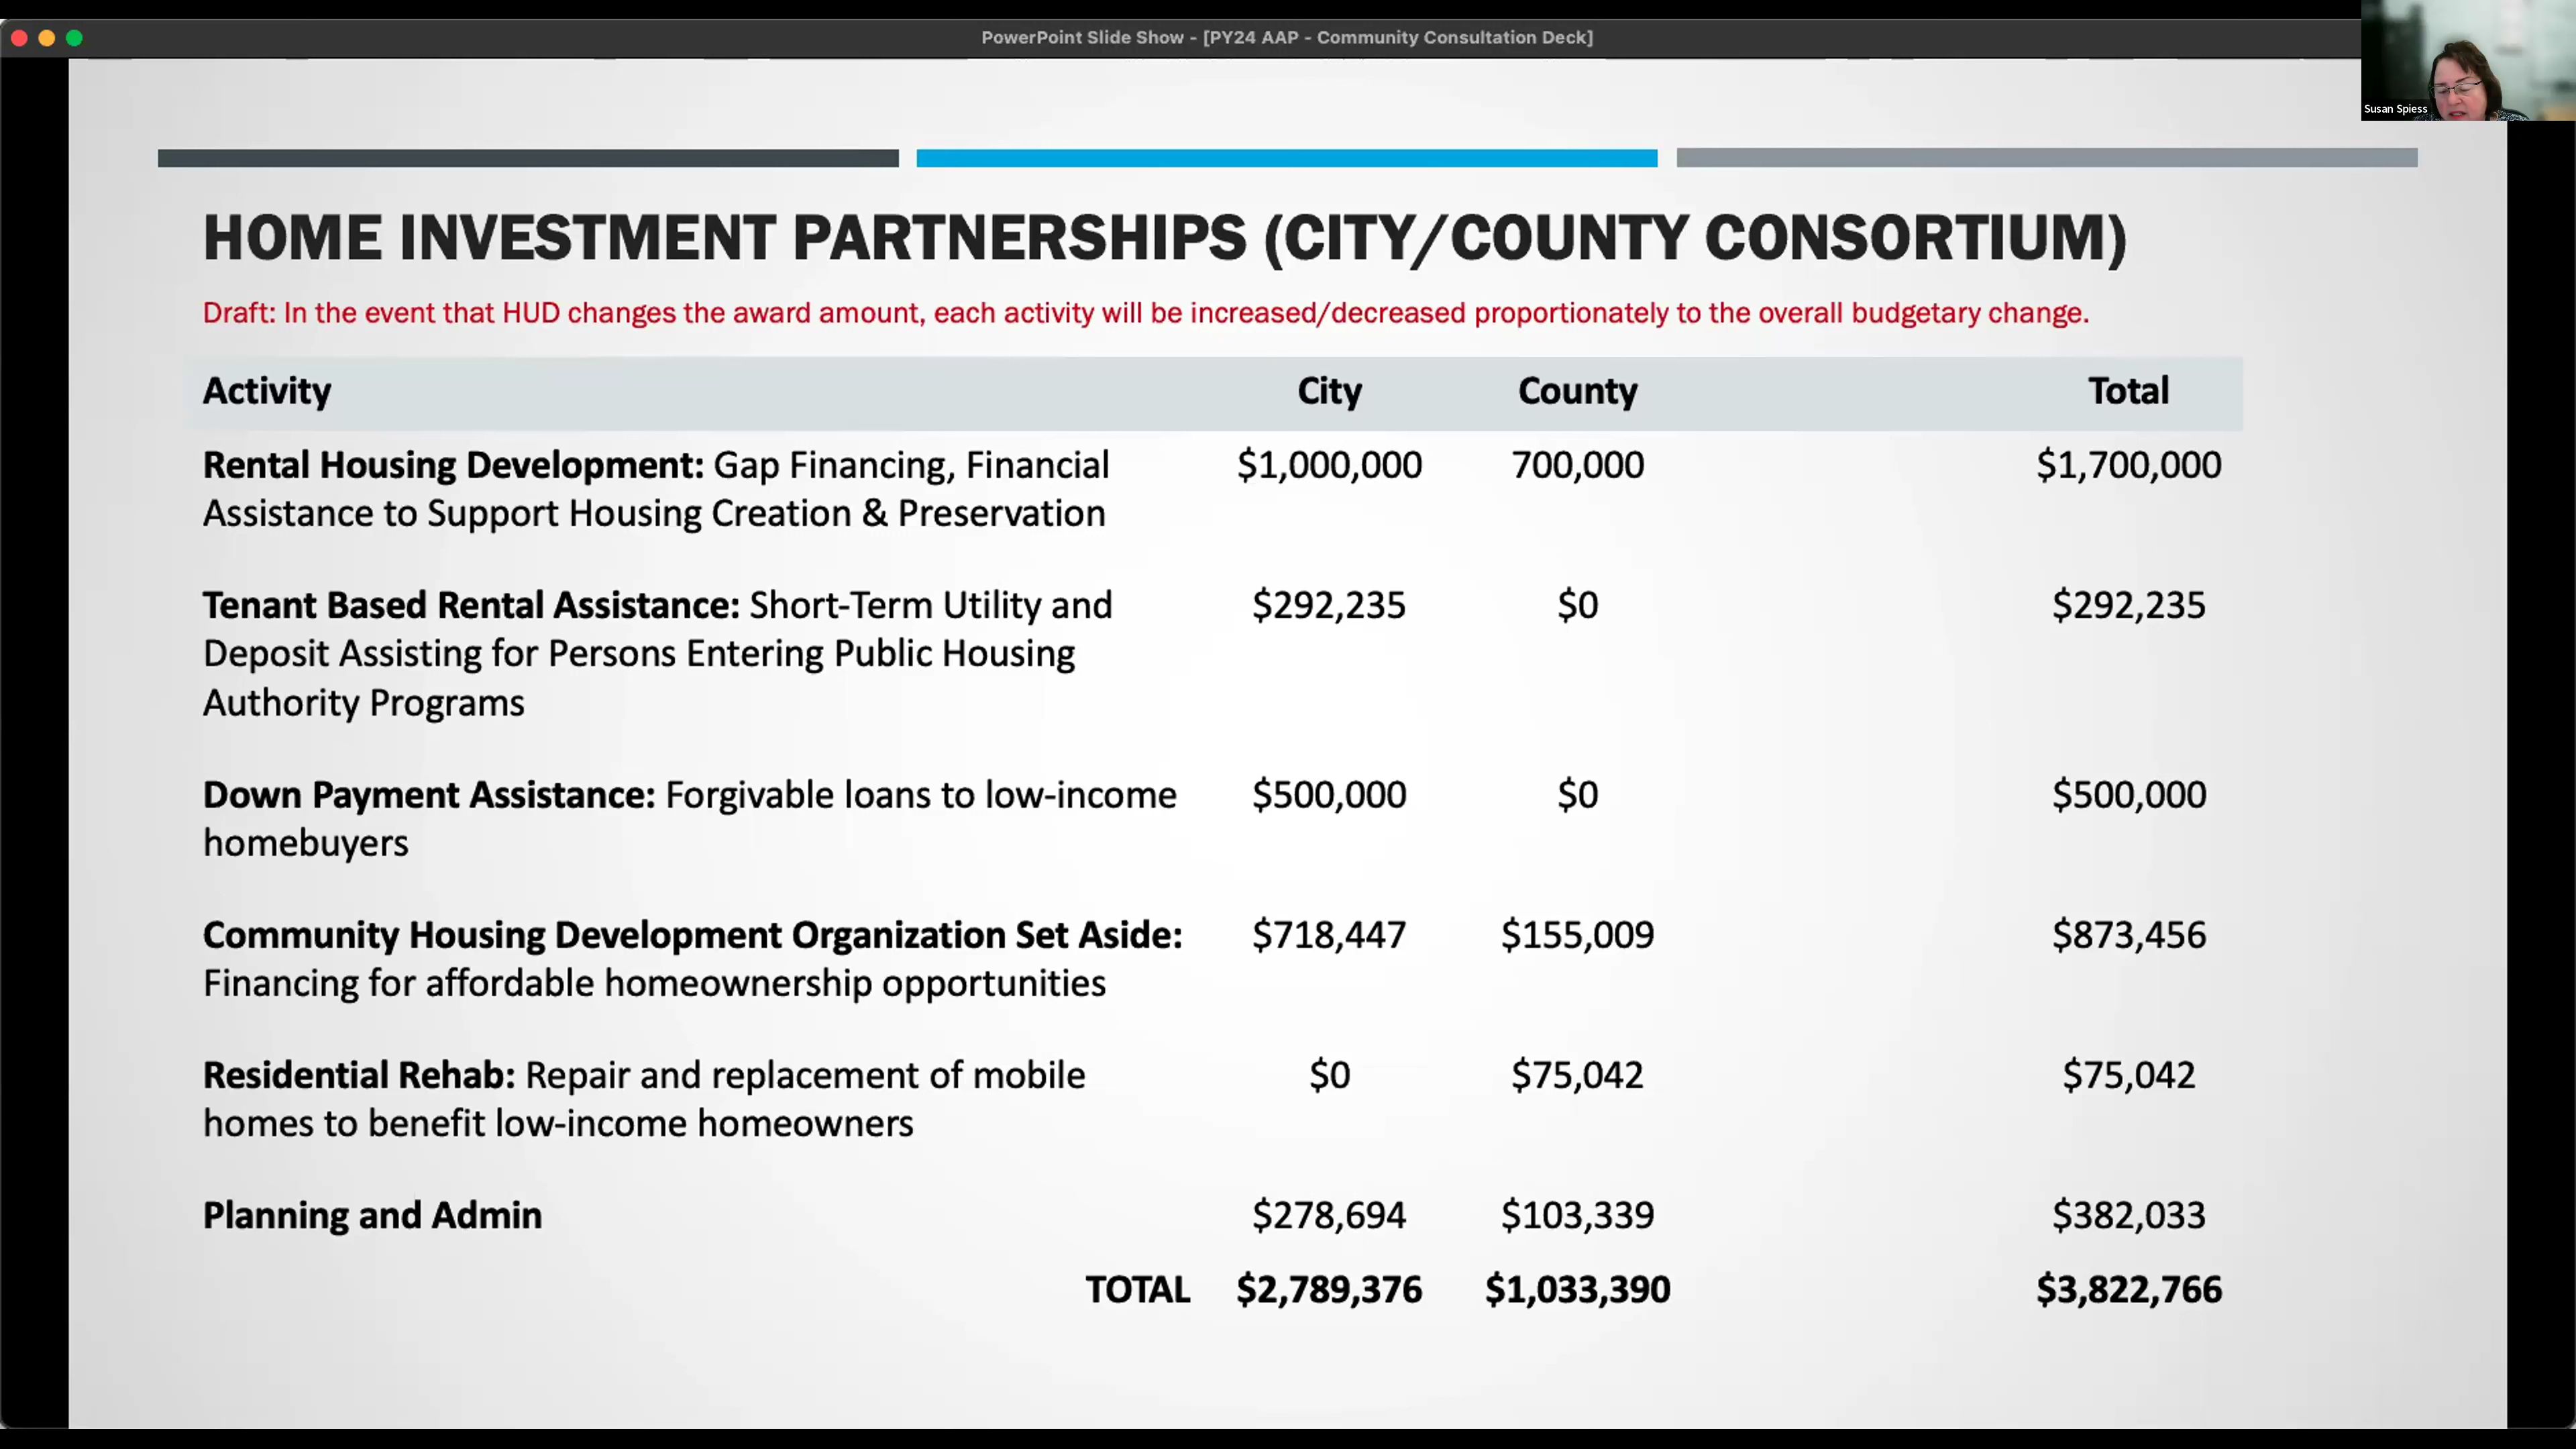 PowerPoint Slide Show - [PY24 AAP - Community Consultation Deck]
Susan Spiess
HOME INVESTMENT PARTNERSHIPS (CITY/COUNTY CONSORTIUM)
Draft: In the event that HUD changes the award amount, each activity will be increased/decreased proportionately to the overall budgetary change.
Activity City County Total
Rental Housing Development: Gap Financing, Financial $1,000,000 700,000 $1,700,000
Assistance to Support Housing Creation & Preservation
Tenant Based Rental Assistance: Short-Term Utility and $292,235 $0 $292,235
Deposit Assisting for Persons Entering Public Housing
Authority Programs
Down Payment Assistance: Forgivable loans to low-income $500,000 $0 $500,000
homebuyers
Community Housing Development Organization Set Aside: $718,447 $155,009 $873,456
Financing for affordable homeownership opportunities
Residential Rehab: Repair and replacement of mobile $0 $75,042 $75,042
homes to benefit low-income homeowners
Planning and Admin $278,694 $103,339 $382,033
TOTAL $2,789,376 $1,033,390 $3,822,766